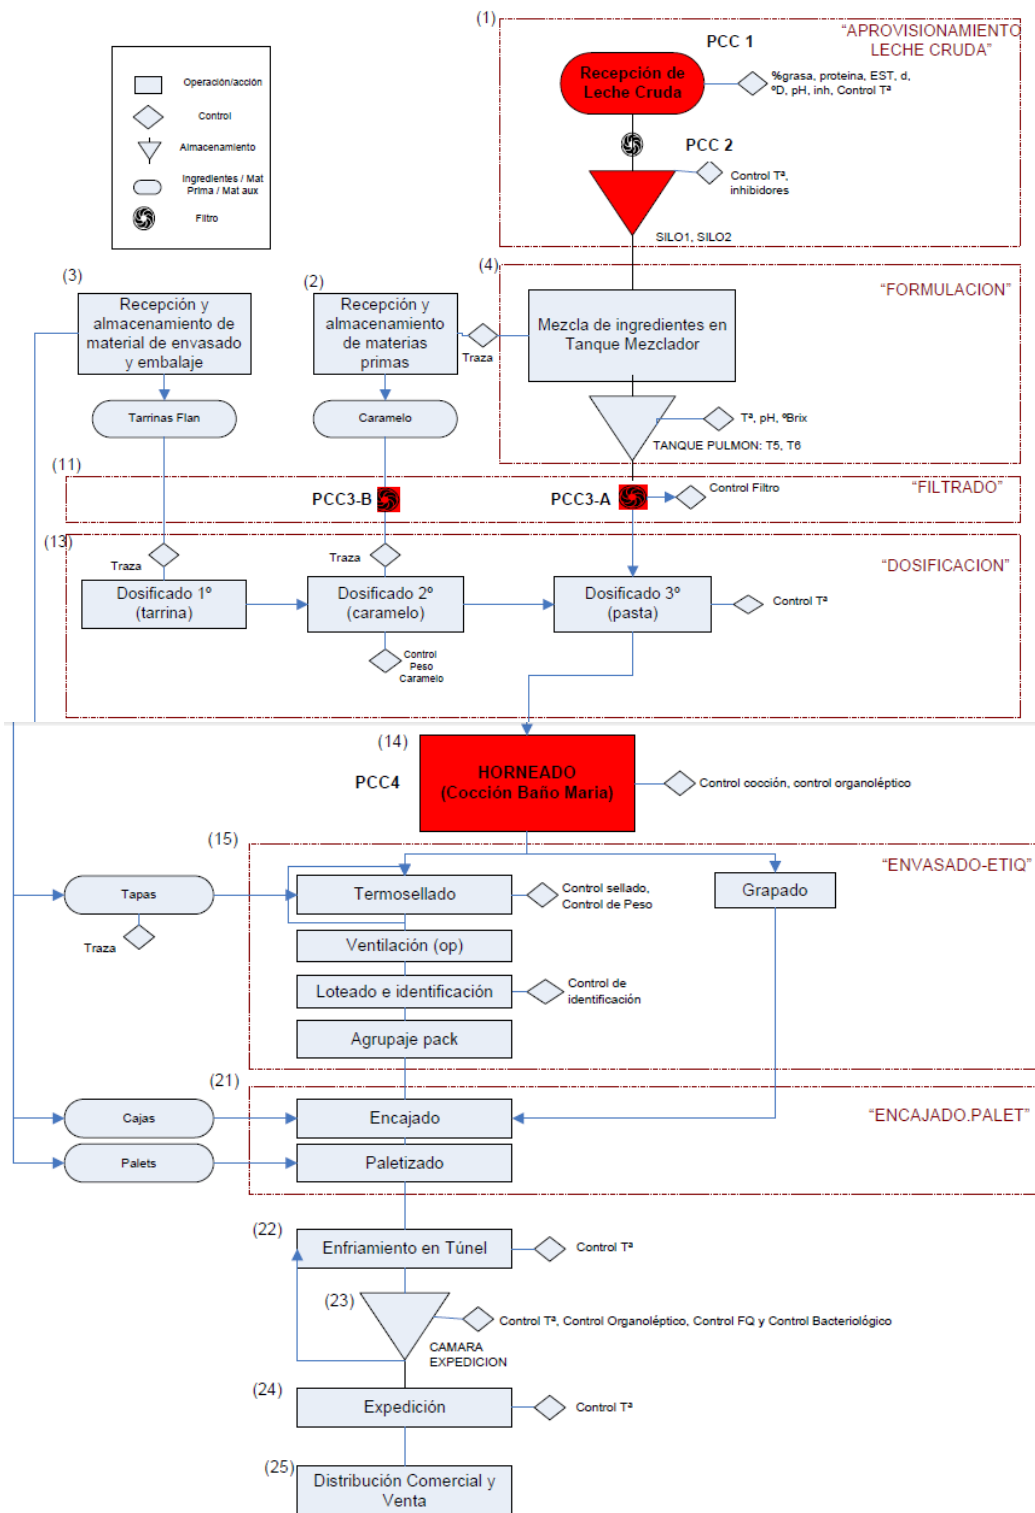 (1)
"APROVISIONAMIENTO
LECHE CRUDA"
PCC 1
Recepción de
Leche Cruda
%grasa, proteina, EST, d,
ºD, pH, inh, Control Tª
Operación/acción
Control
Almacenamiento
Ingredientes / Mat
Prima / Mat aux
Filtro
PCC 2
Control Tª,
inhibidores
SILO1, SILO2
(3)
(2)
(4)
"FORMULACION"
Recepción y
almacenamiento de
material de envasado
y embalaje
Recepción y
almacenamiento
de materias
primas
Traza
Mezcla de ingredientes en
Tanque Mezclador
Tarrinas Flan
Caramelo
Tª, pH, ºBrix
TANQUE PULMON: T5, T6
(11)
"FILTRADO"
PCC3-B
PCC3-A
Control Filtro
(13)
"DOSIFICACION"
Traza
Traza
Dosificado 1º
(tarrina)
Dosificado 2º
(caramelo)
Dosificado 3º
(pasta)
Control Tª
Control
Peso
Caramelo
(14)
PCC4
HORNEADO
(Cocción Baño Maria)
Control cocción, control organoléptico
(15)
"ENVASADO-ETIQ"
Tapas
Traza
Termosellado
Control sellado,
Control de Peso
Grapado
Ventilación (op)
Loteado e identificación
Control de
identificación
Agrupaje pack
(21)
"ENCAJADO.PALET"
Cajas
Encajado
Palets
Paletizado
(22)
Enfriamiento en Túnel
Control Tª
(23)
Control Tª, Control Organoléptico, Control FQ y Control Bacteriológico
CAMARA
EXPEDICION
(24)
Expedición
Control Tª
(25)
Distribución Comercial y
Venta